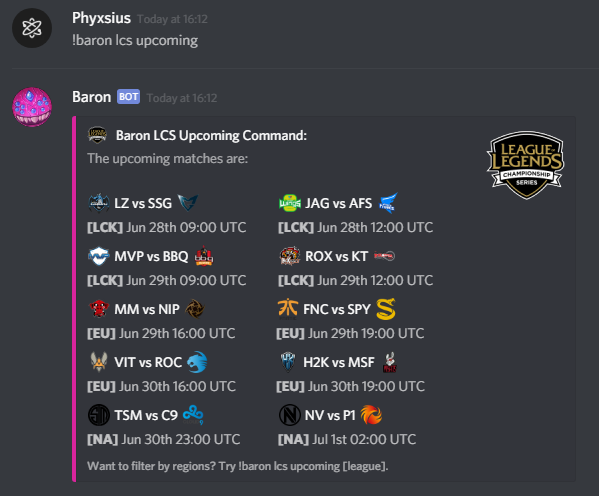 Phyxsius Today at 16:12
!baron lcs upcoming
Baron BOT Today at 16:12
Baron LCS Upcoming Command:
The upcoming matches are:
LEAGUE OF LEGENDS
CHAMPIONSHIP
SERIES
LZ vs SSG JAG vs AFS
[LCK] Jun 28th 09:00 UTC [LCK] Jun 28th 12:00 UTC
MVP vs BBQ ROX vs KT
[LCK] Jun 29th 09:00 UTC [LCK] Jun 29th 12:00 UTC
MM vs NIP FNC vs SPY
[EU] Jun 29th 16:00 UTC [EU] Jun 29th 19:00 UTC
VIT vs ROC H2K vs MSF
[EU] Jun 30th 16:00 UTC [EU] Jun 30th 19:00 UTC
TSM vs C9 NV vs P1
[NA] Jun 30th 23:00 UTC [NA] Jul 1st 02:00 UTC
Want to filter by regions? Try !baron lcs upcoming [league].